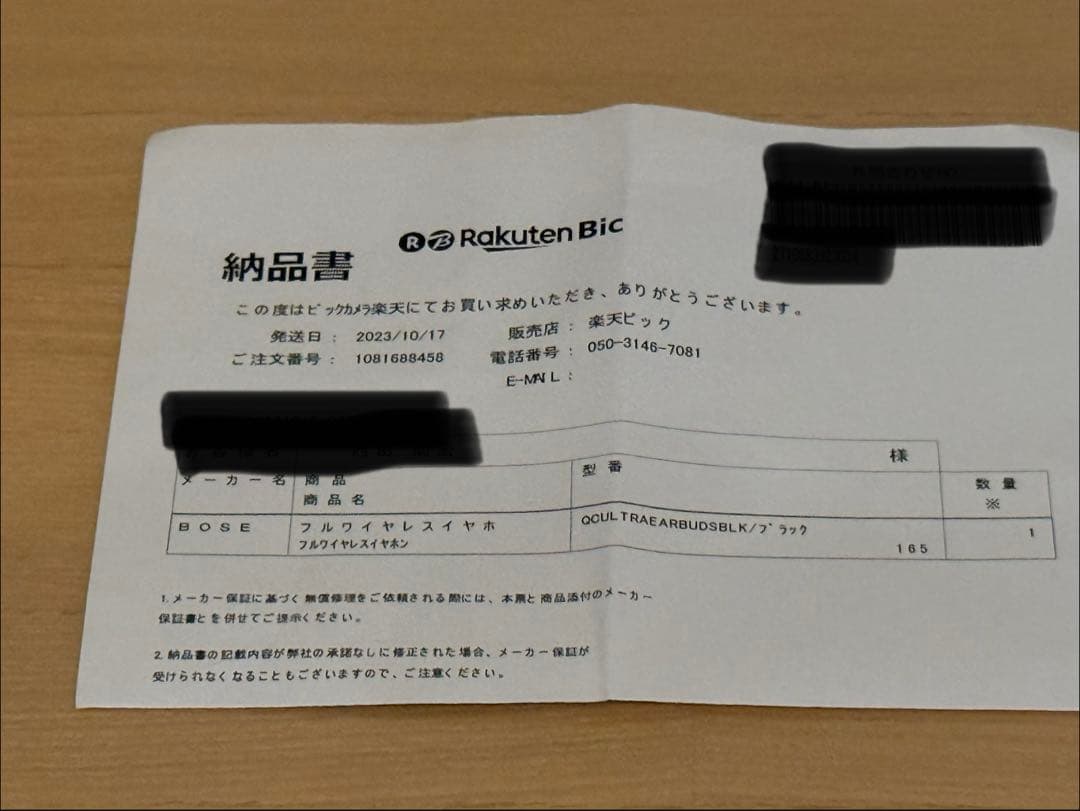 R B Rakuten Bic
納品書
この度はビックカメラ楽天にてお買い求めいただき、ありがとうございます。
発送日： 2023/10/17 販売店： 楽天ビック
ご注文番号： 1081688458 電話番号： 050-3146-7081
E-MAIL：
様
メーカー名 商品 型番 数量
商品名 ※
BOSE フルワイヤレスイヤホ QCULTRAEARBUDSBLK/ブラック 1
フルワイヤレスイヤホン 165
1.メーカー保証に基づく無償修理をご依頼される際には、本票と商品添付のメーカー
保証書とを併せてご提示ください。
2.納品書の記載内容が弊社の承諾なしに修正された場合、メーカー保証が
受けられなくなることもございますので、ご注意ください。